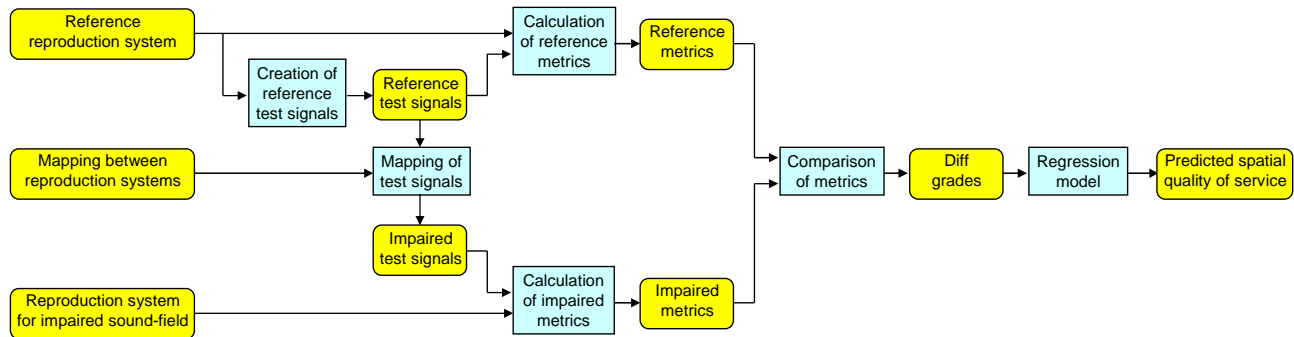 Reference
reproduction system
Creation of
reference
test signals
Reference
test signals
Calculation
of reference
metrics
Reference
metrics
Mapping between
reproduction systems
Mapping of
test signals
Comparison
of metrics
Diff
grades
Regression
model
Predicted spatial
quality of service
Impaired
test signals
Reproduction system
for impaired sound-field
Calculation
of impaired
metrics
Impaired
metrics